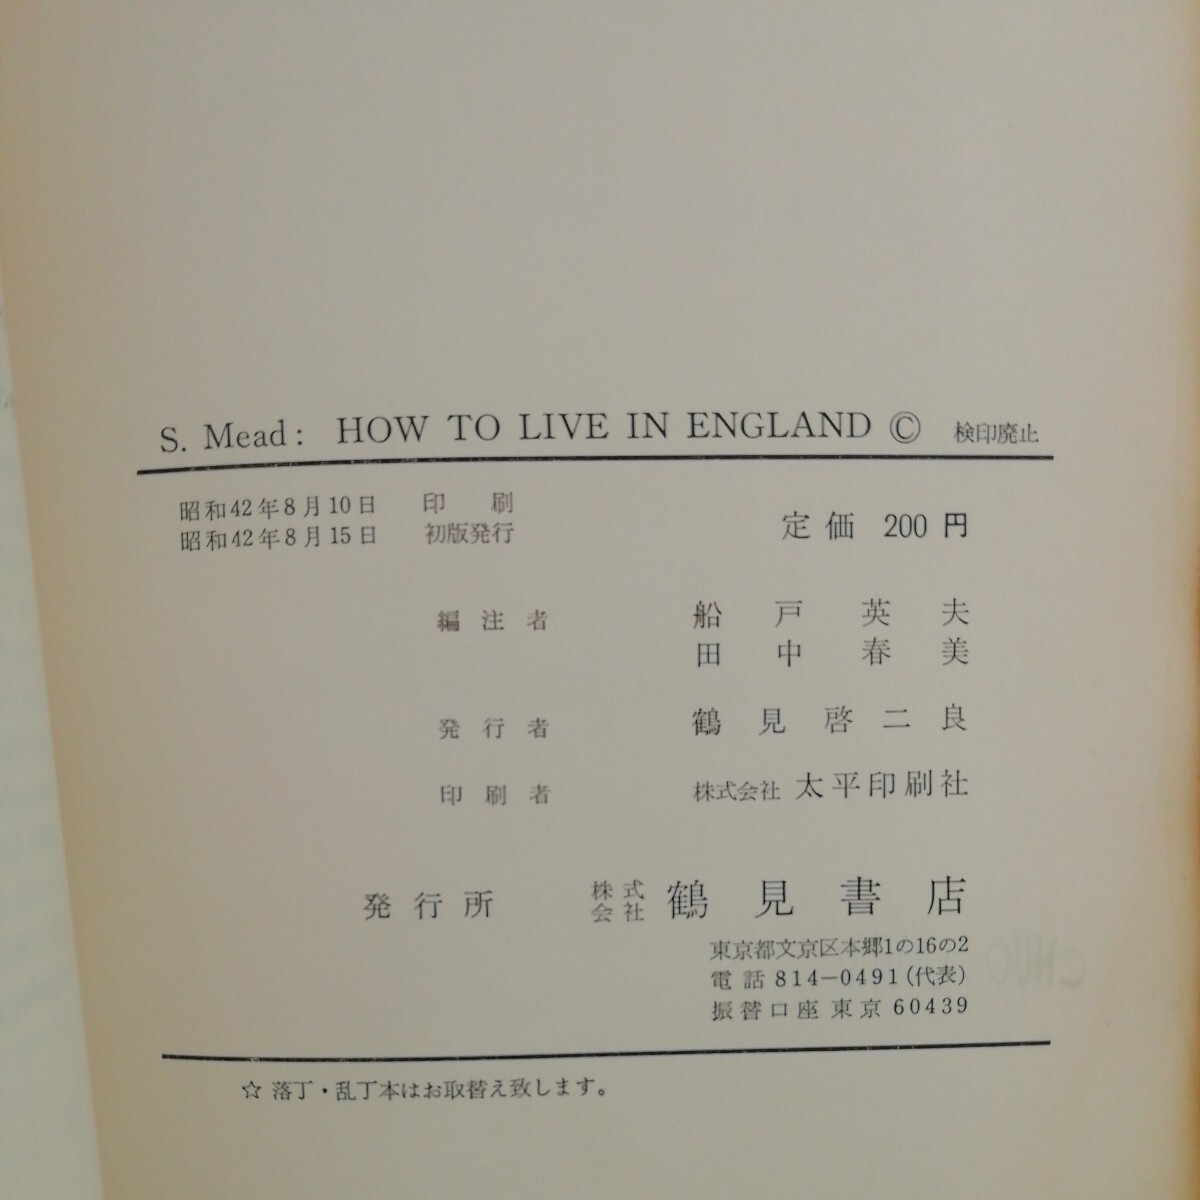 S. Mead: HOW TO LIVE IN ENGLAND © 検印廃止
昭和42年8月10日 印刷
昭和42年8月15日 初版発行
定価 200円
編注者 船戸英夫
田中春美
発行者 鶴見啓二良
印刷者 株式会社 太平印刷社
発行所 株式会社 鶴見書店
東京都文京区本郷1の16の2
電話 814-0491(代表)
振替口座 東京 60439
☆ 落丁・乱丁本はお取替え致します。